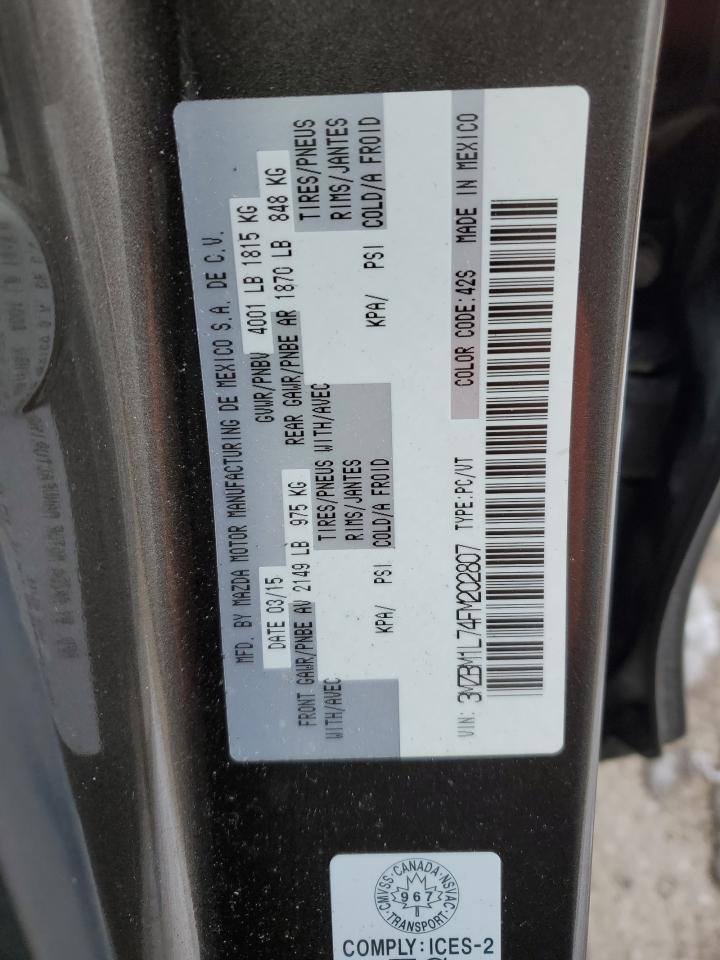 MFD. BY MAZDA MOTOR MANUFACTURING DE MEXICO S.A. DE C.V.
DATE 03/15 GVWR/PNBV 4001 LB 1815 KG
FRONT GAWR/PNBE AV 2149 LB 975 KG REAR GAWR/PNBE AR 1870 LB 848 KG
WITH/AVEC TIRES/PNEUS WITH/AVEC TIRES/PNEUS
RIMS/JANTES RIMS/JANTES
KPA/ PSI COLD/A FROID KPA/ PSI COLD/A FROID
VIN: 3MZBM1L74FM202807 TYPE:PC/VT COLOR CODE:42S MADE IN MEXICO
CMVSS·CANADA·NSVAC
967
TRANSPORT
COMPLY:ICES-2